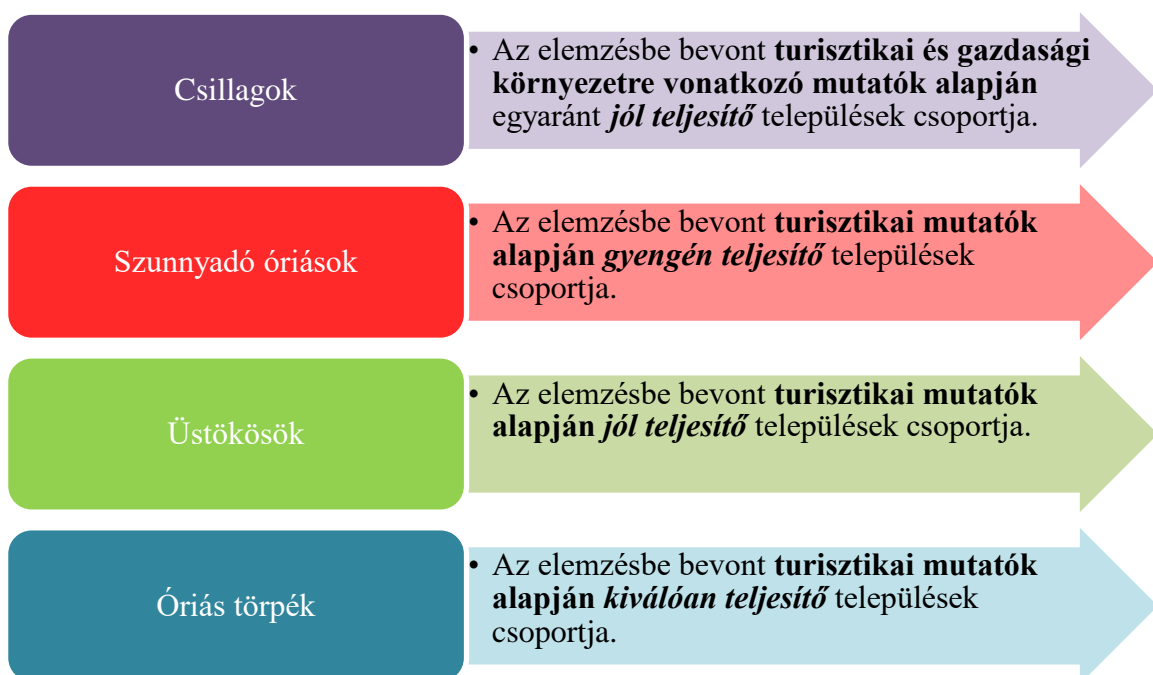 Csillagok
• Az elemzésbe bevont turisztikai és gazdasági
környezetre vonatkozó mutatók alapján
egyaránt jól teljesítő települések csoportja.
Szunnyadó óriások
• Az elemzésbe bevont turisztikai mutatók
alapján gyengén teljesítő települések
csoportja.
Üstökösök
• Az elemzésbe bevont turisztikai mutatók
alapján jól teljesítő települések csoportja.
Óriás törpék
• Az elemzésbe bevont turisztikai mutatók
alapján kiválóan teljesítő települések
csoportja.